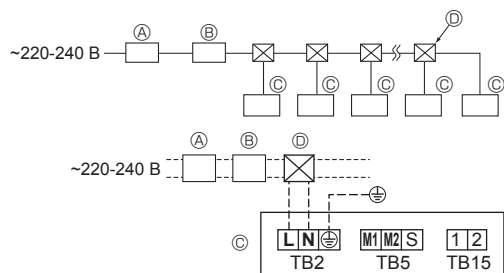 Ⓐ Ⓑ Ⓓ
~220-240 В
Ⓒ Ⓒ Ⓒ Ⓒ Ⓒ
Ⓐ Ⓑ Ⓓ
~220-240 В
Ⓒ L N M1 M2 S 1 2
TB2 TB5 TB15